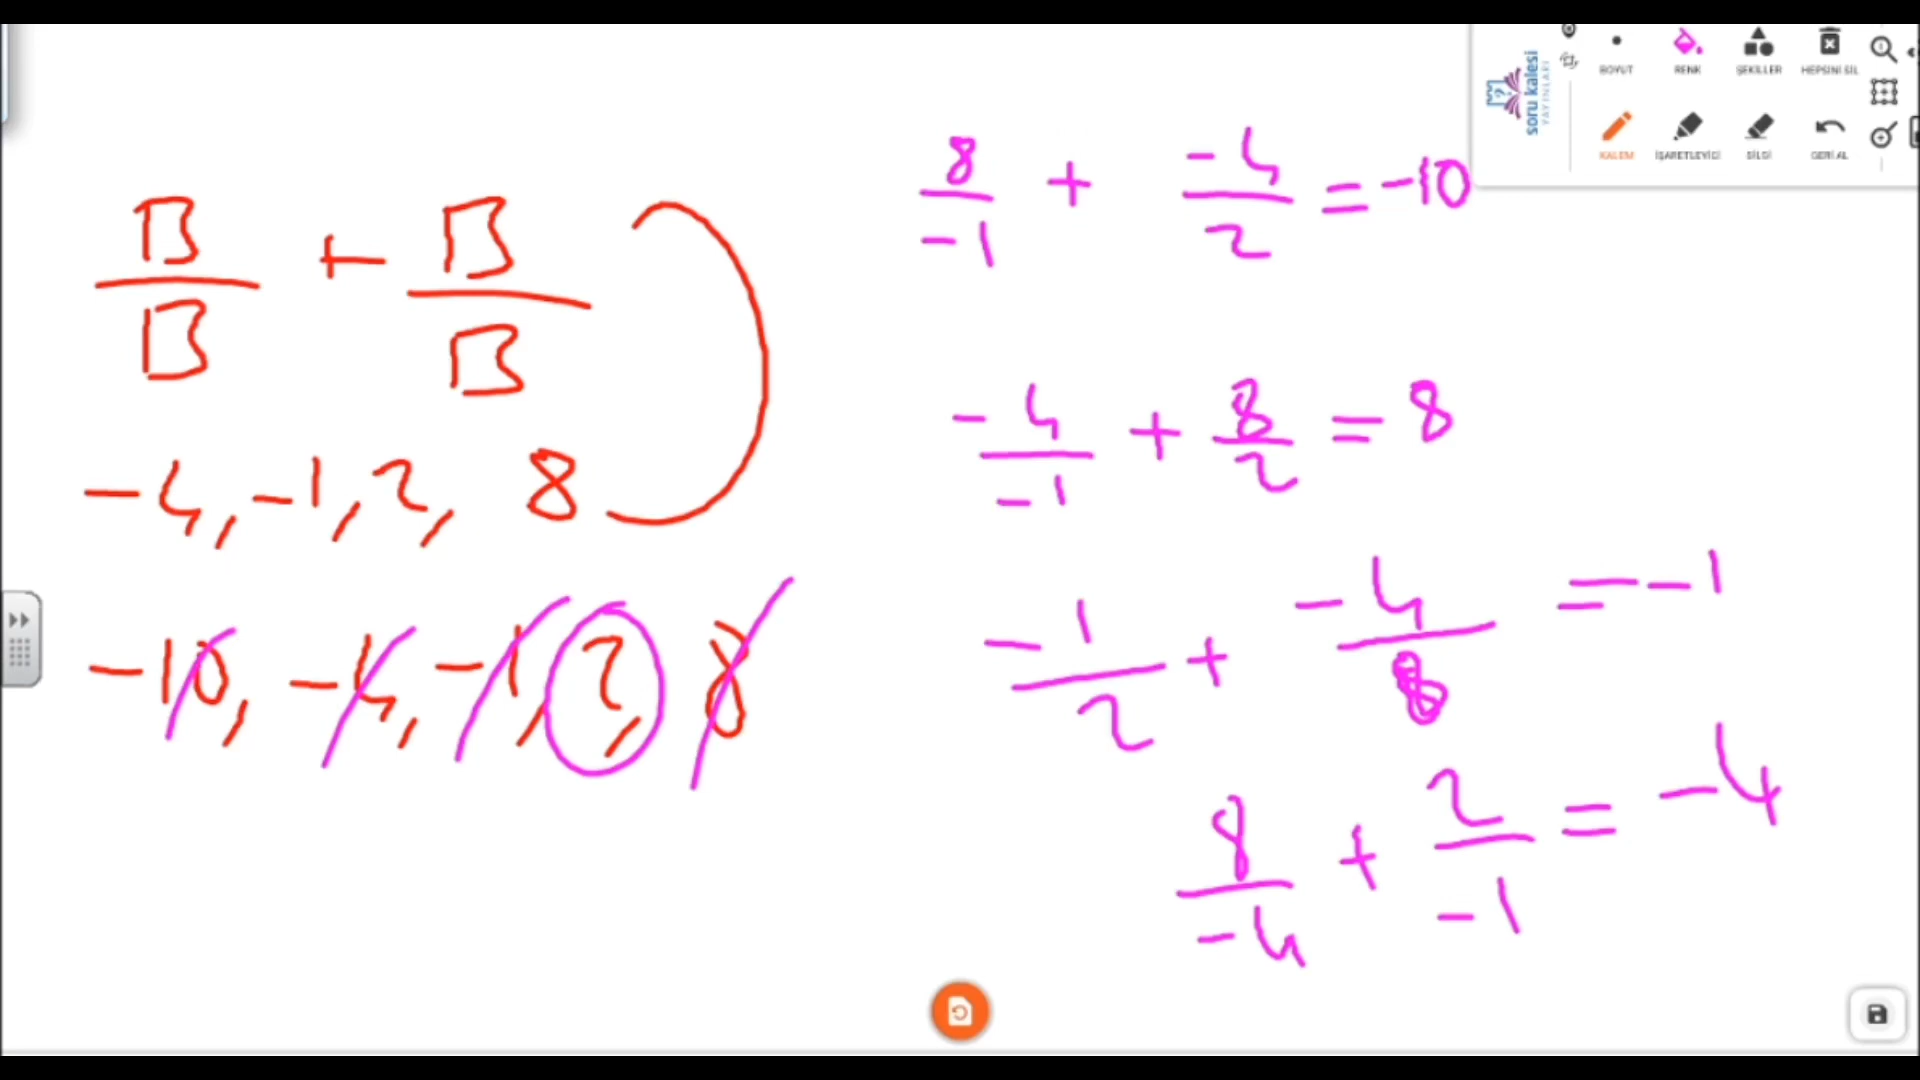 BOYUT RENK ŞEKİLLER HEPSİNİ SİL
soru kalesi
YAYINLARI
KALEM İŞARETLEYİCİ SİLGİ GERİ AL
□/□ + □/□
-4, -1, 2, 8
-10, -4, -1, 2, 8
8/-1 + -4/2 = -10
-4/-1 + 8/2 = 8
-1/2 + -4/8 = -1
8/-4 + 2/-1 = -4